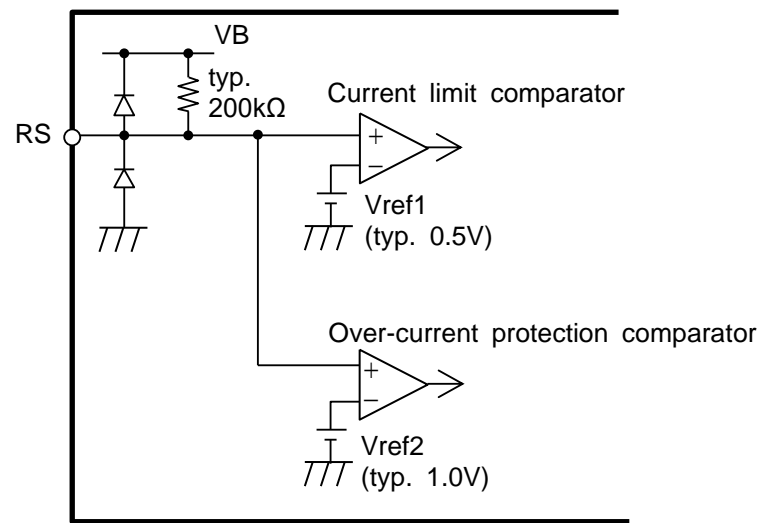 VB
typ.
200kΩ
Current limit comparator
RS
+
−
Vref1
(typ. 0.5V)
Over-current protection comparator
+
−
Vref2
(typ. 1.0V)